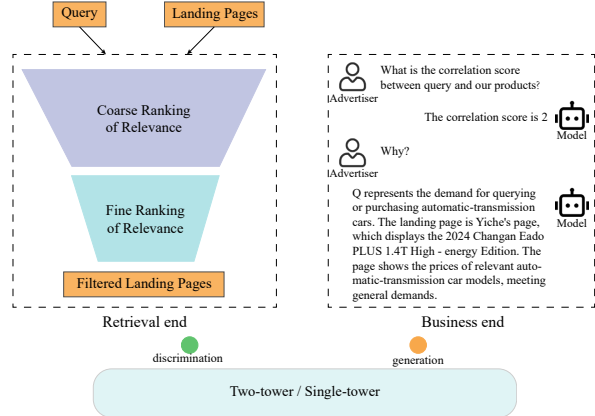 Query
Landing Pages
Coarse Ranking
of Relevance
Fine Ranking
of Relevance
Filtered Landing Pages
Retrieval end
What is the correlation score
between query and our products?
Advertiser
The correlation score is 2
Model
Why?
Advertiser
Q represents the demand for querying
or purchasing automatic-transmission
cars. The landing page is Yiche's page,
which displays the 2024 Changan Eado
PLUS 1.4T High - energy Edition. The
page shows the prices of relevant auto-
matic-transmission car models, meeting
general demands.
Model
Business end
discrimination
generation
Two-tower / Single-tower